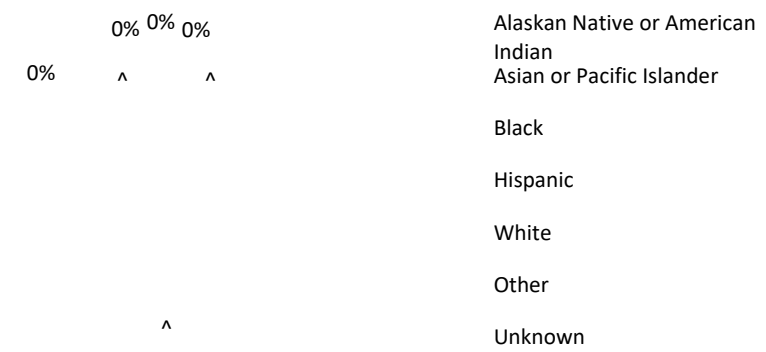 0% 0% 0%
0% ^ ^
^
Alaskan Native or American
Indian
Asian or Pacific Islander
Black
Hispanic
White
Other
Unknown